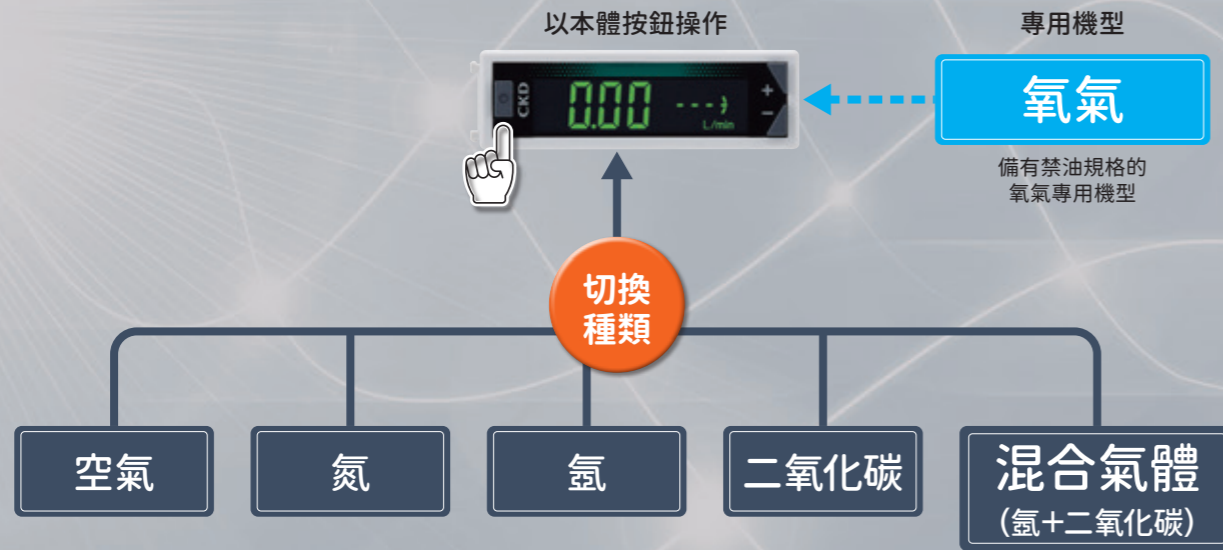 以本體按鈕操作
專用機型
CKD
0.00
L/min
+
−
氧氣
備有禁油規格的
氧氣專用機型
切換
種類
空氣
氮
氬
二氧化碳
混合氣體
(氬+二氧化碳)